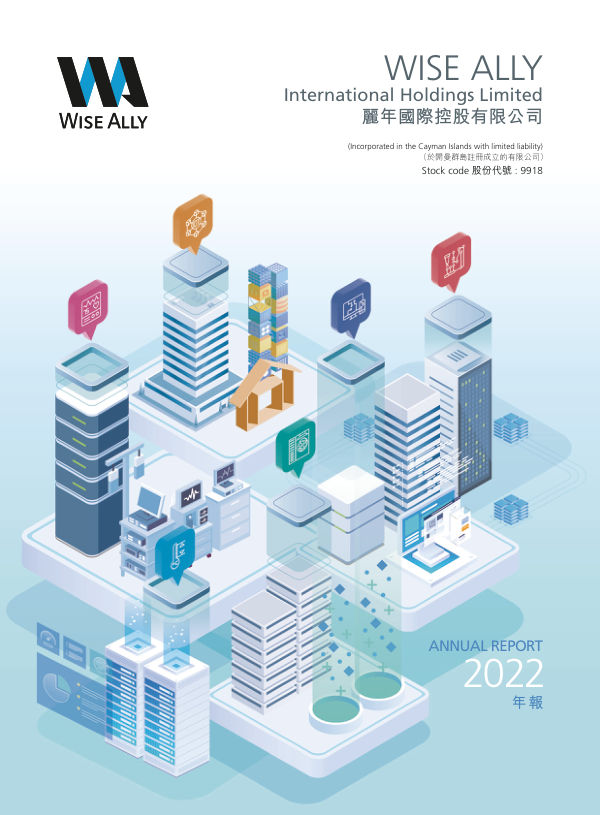 WISE ALLY
WISE ALLY
International Holdings Limited
麗年國際控股有限公司
(Incorporated in the Cayman Islands with limited liability)
（於開曼群島註冊成立的有限公司）
Stock code 股份代號 : 9918
ANNUAL REPORT
2022
年報